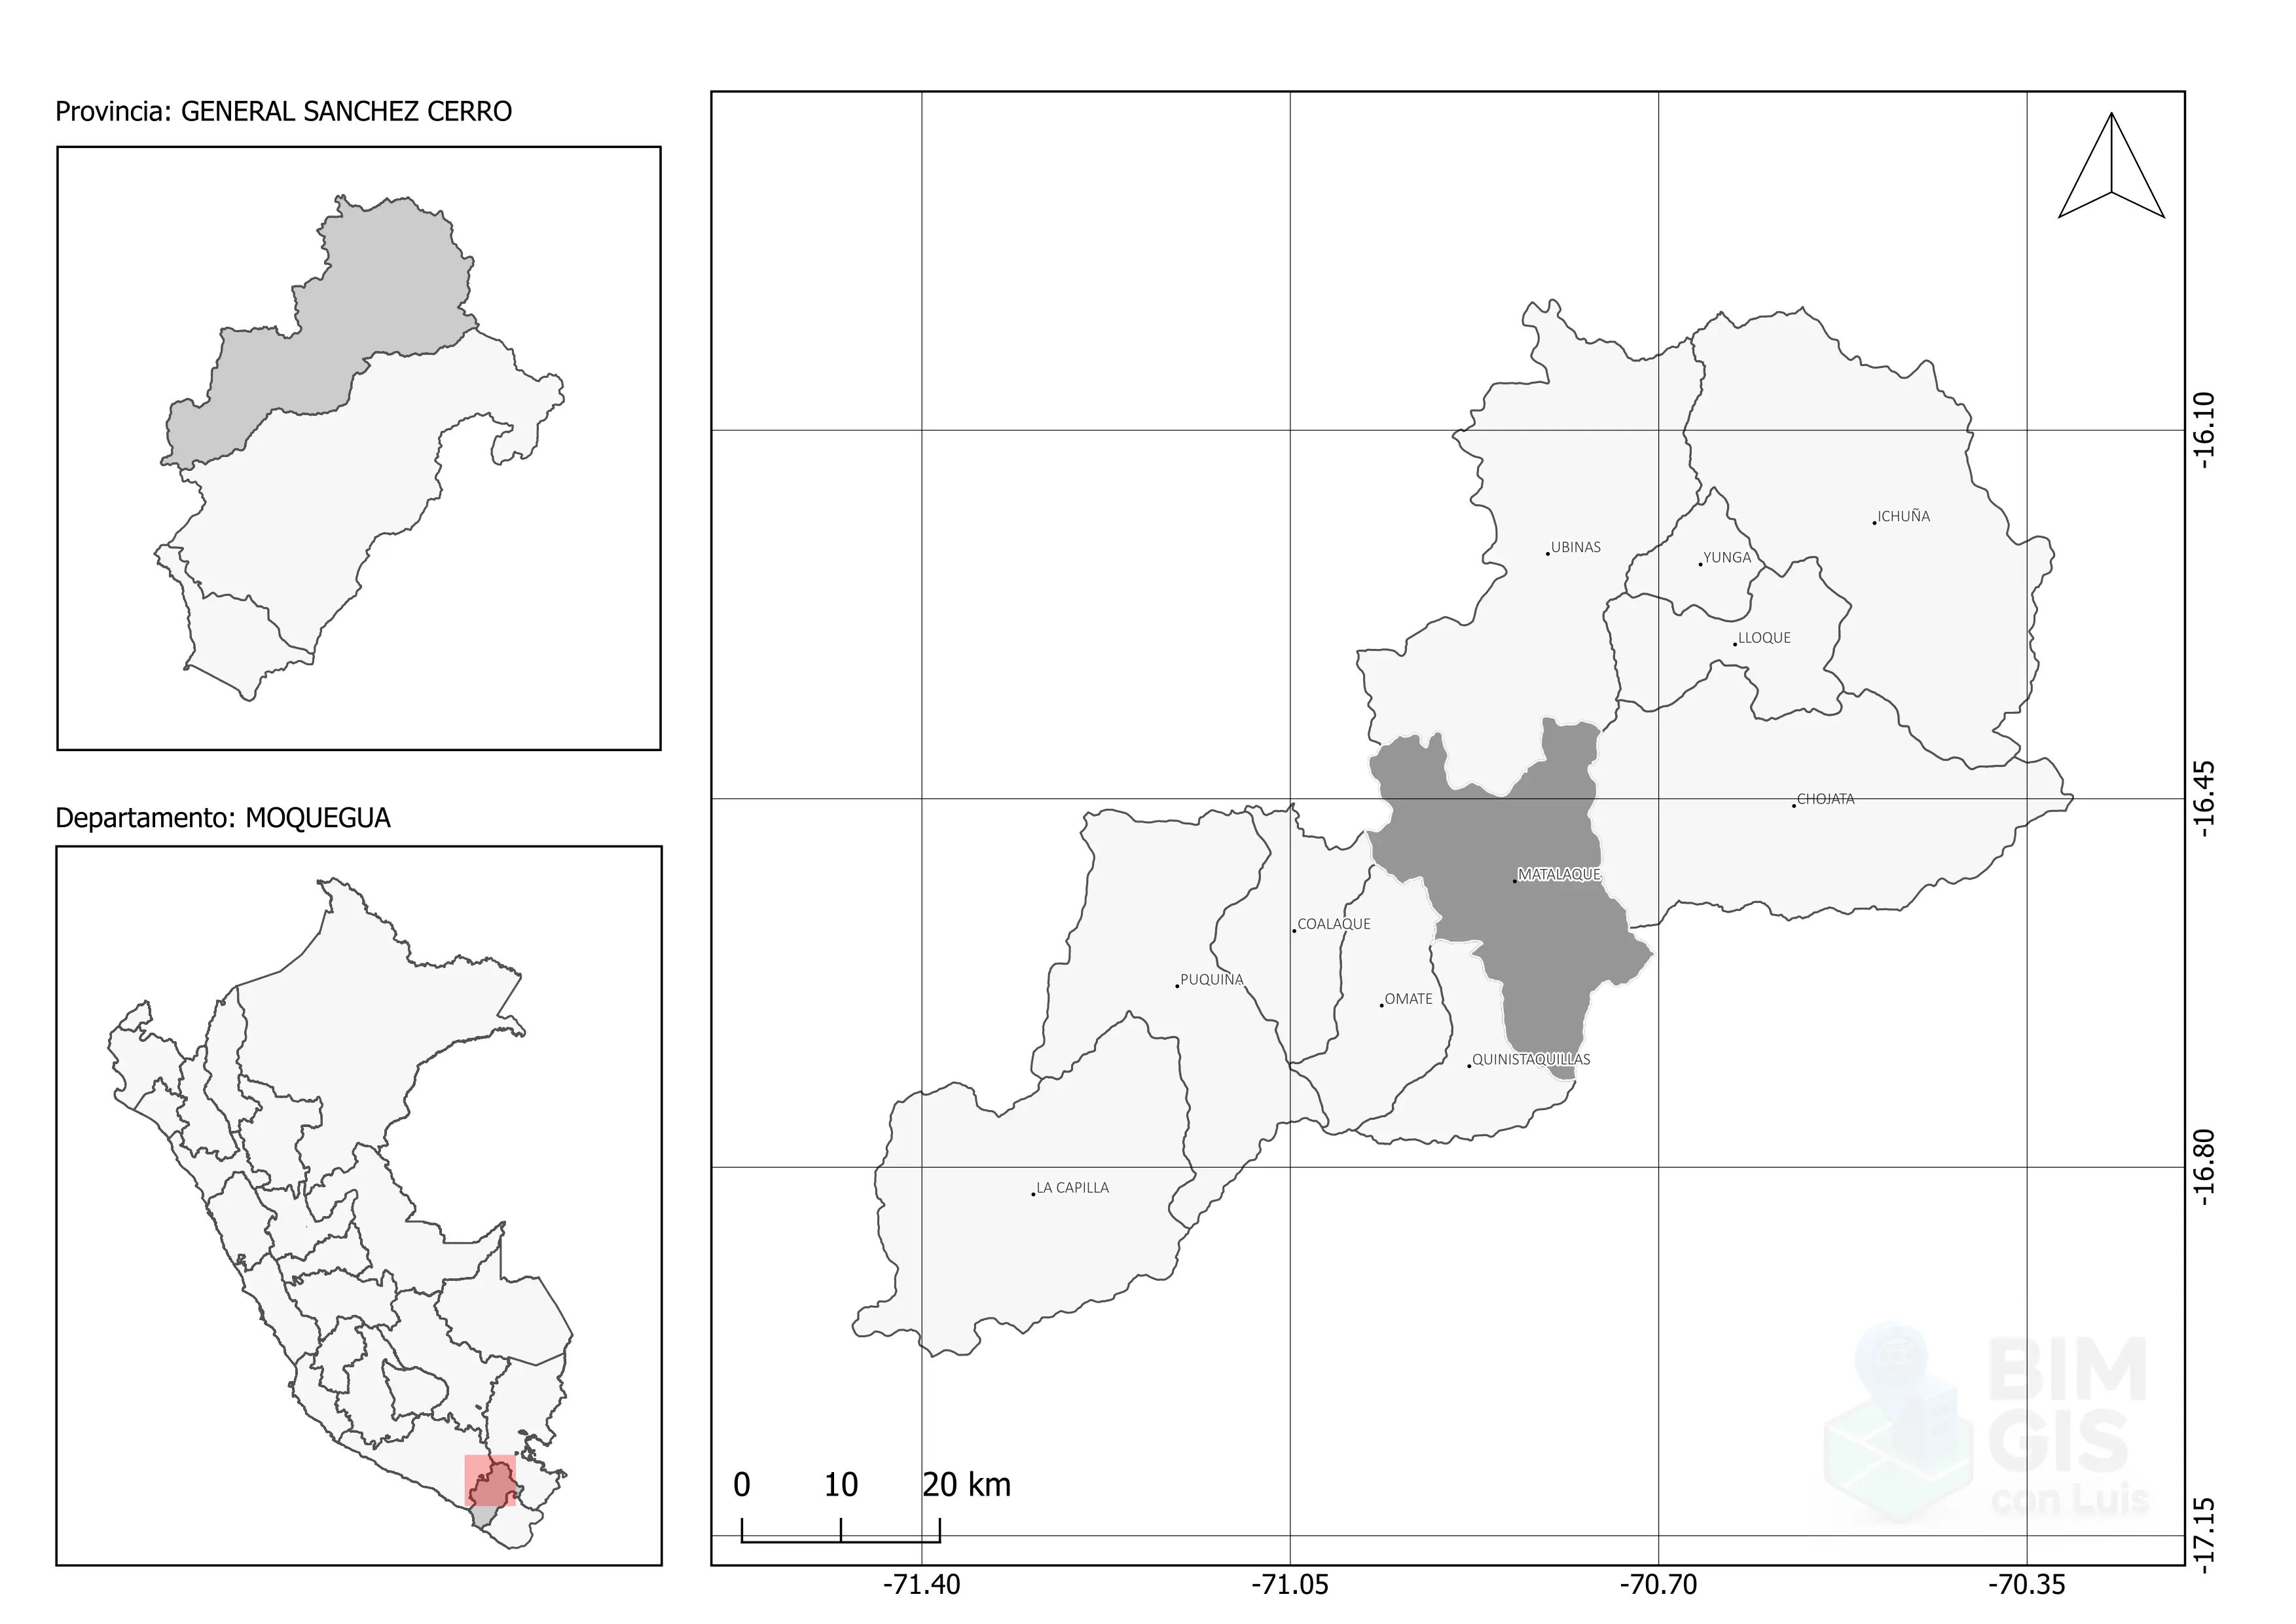 Provincia: GENERAL SANCHEZ CERRO
Departamento: MOQUEGUA
ICHUÑA
UBINAS
YUNGA
LLOQUE
CHOJATA
MATALAQUE
COALAQUE
PUQUINA
OMATE
QUINISTAQUILLAS
LA CAPILLA
-16.10
-16.45
-16.80
-17.15
0 10 20 km
-71.40 -71.05 -70.70 -70.35
BIM
GIS
con Luis